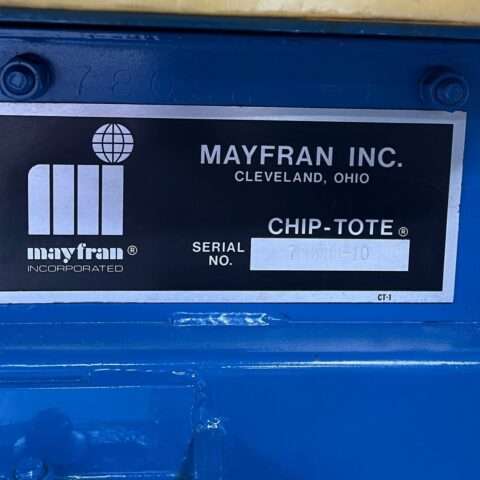 MAYFRAN INC.
CLEVELAND, OHIO
mayfran®
INCORPORATED
CHIP-TOTE®
SERIAL
NO.
CT-1